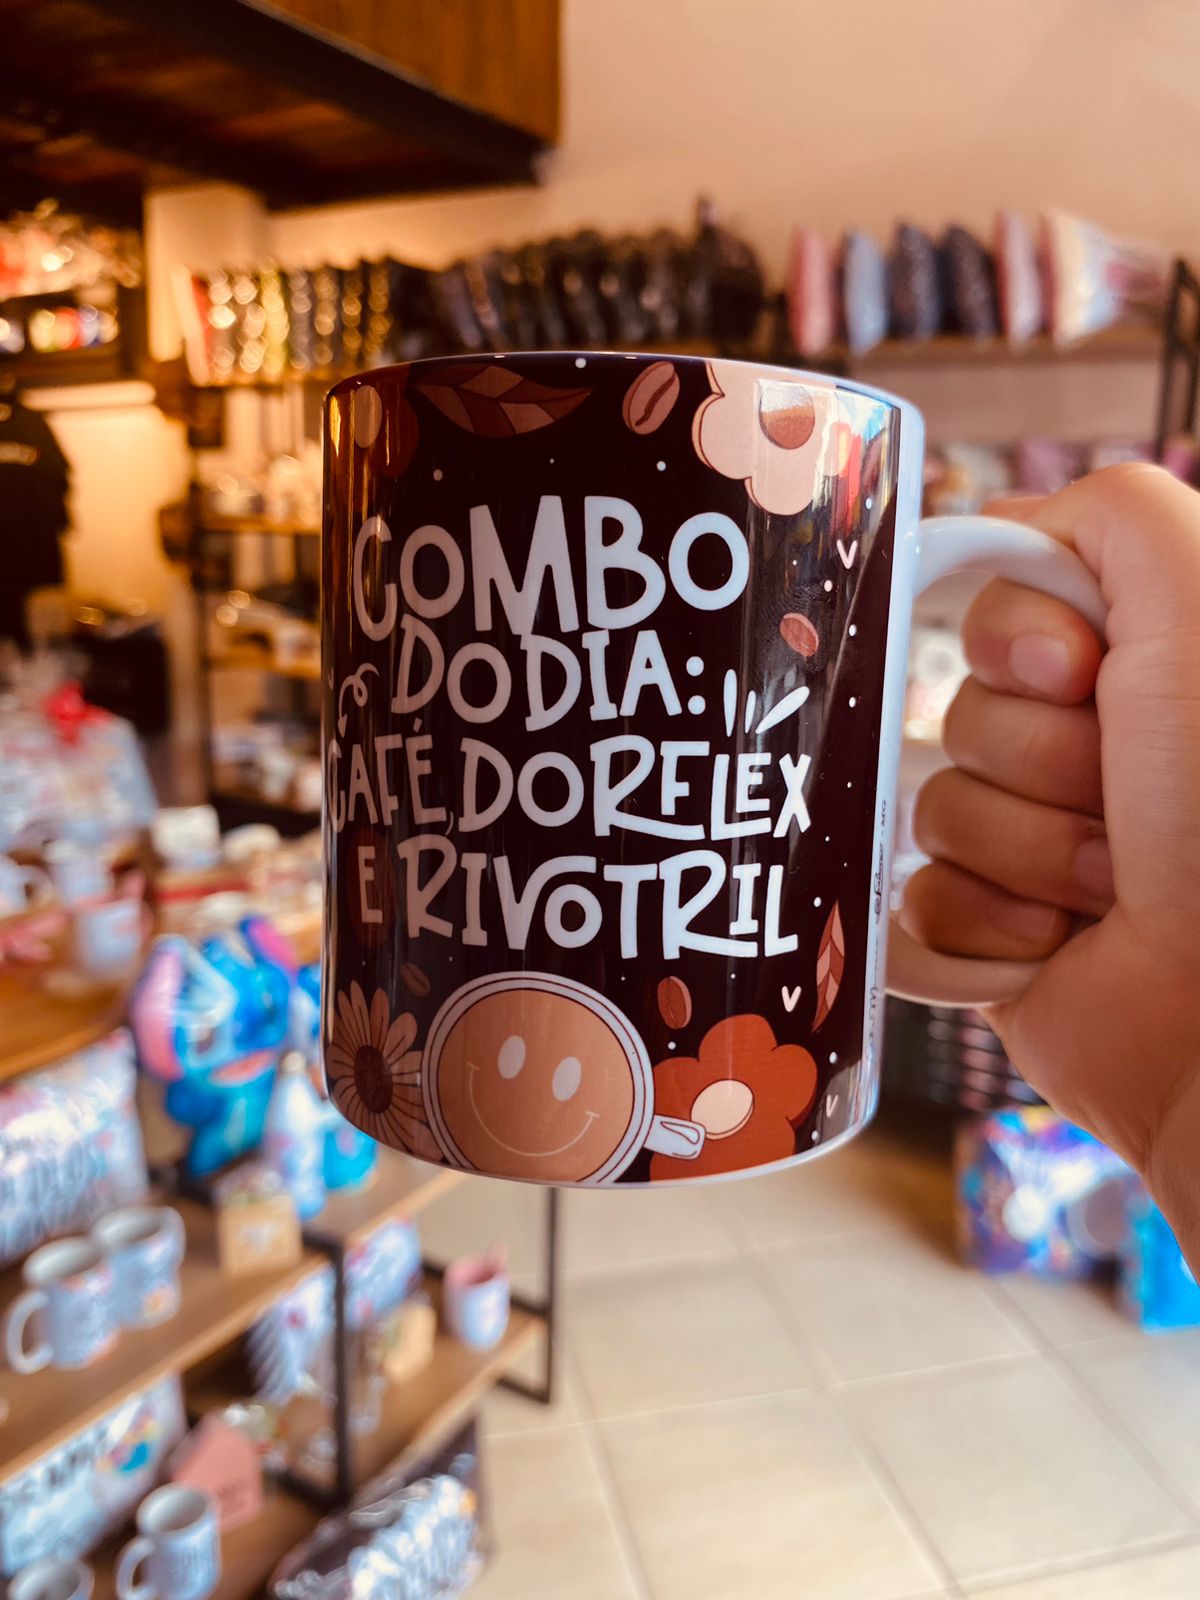 COMBO
DO DIA:
CAFÉ, DORFLEX
E RIVOTRIL